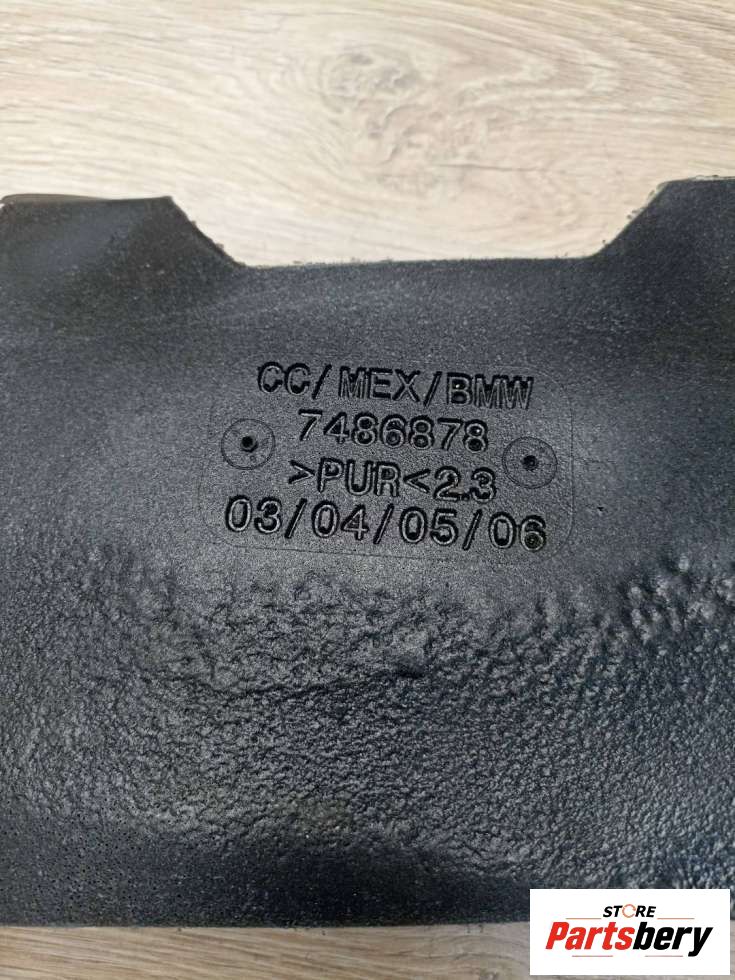 CC/MEX/BMW
7486878
>PUR<2.3
03/04/05/06
STORE
Partsbery